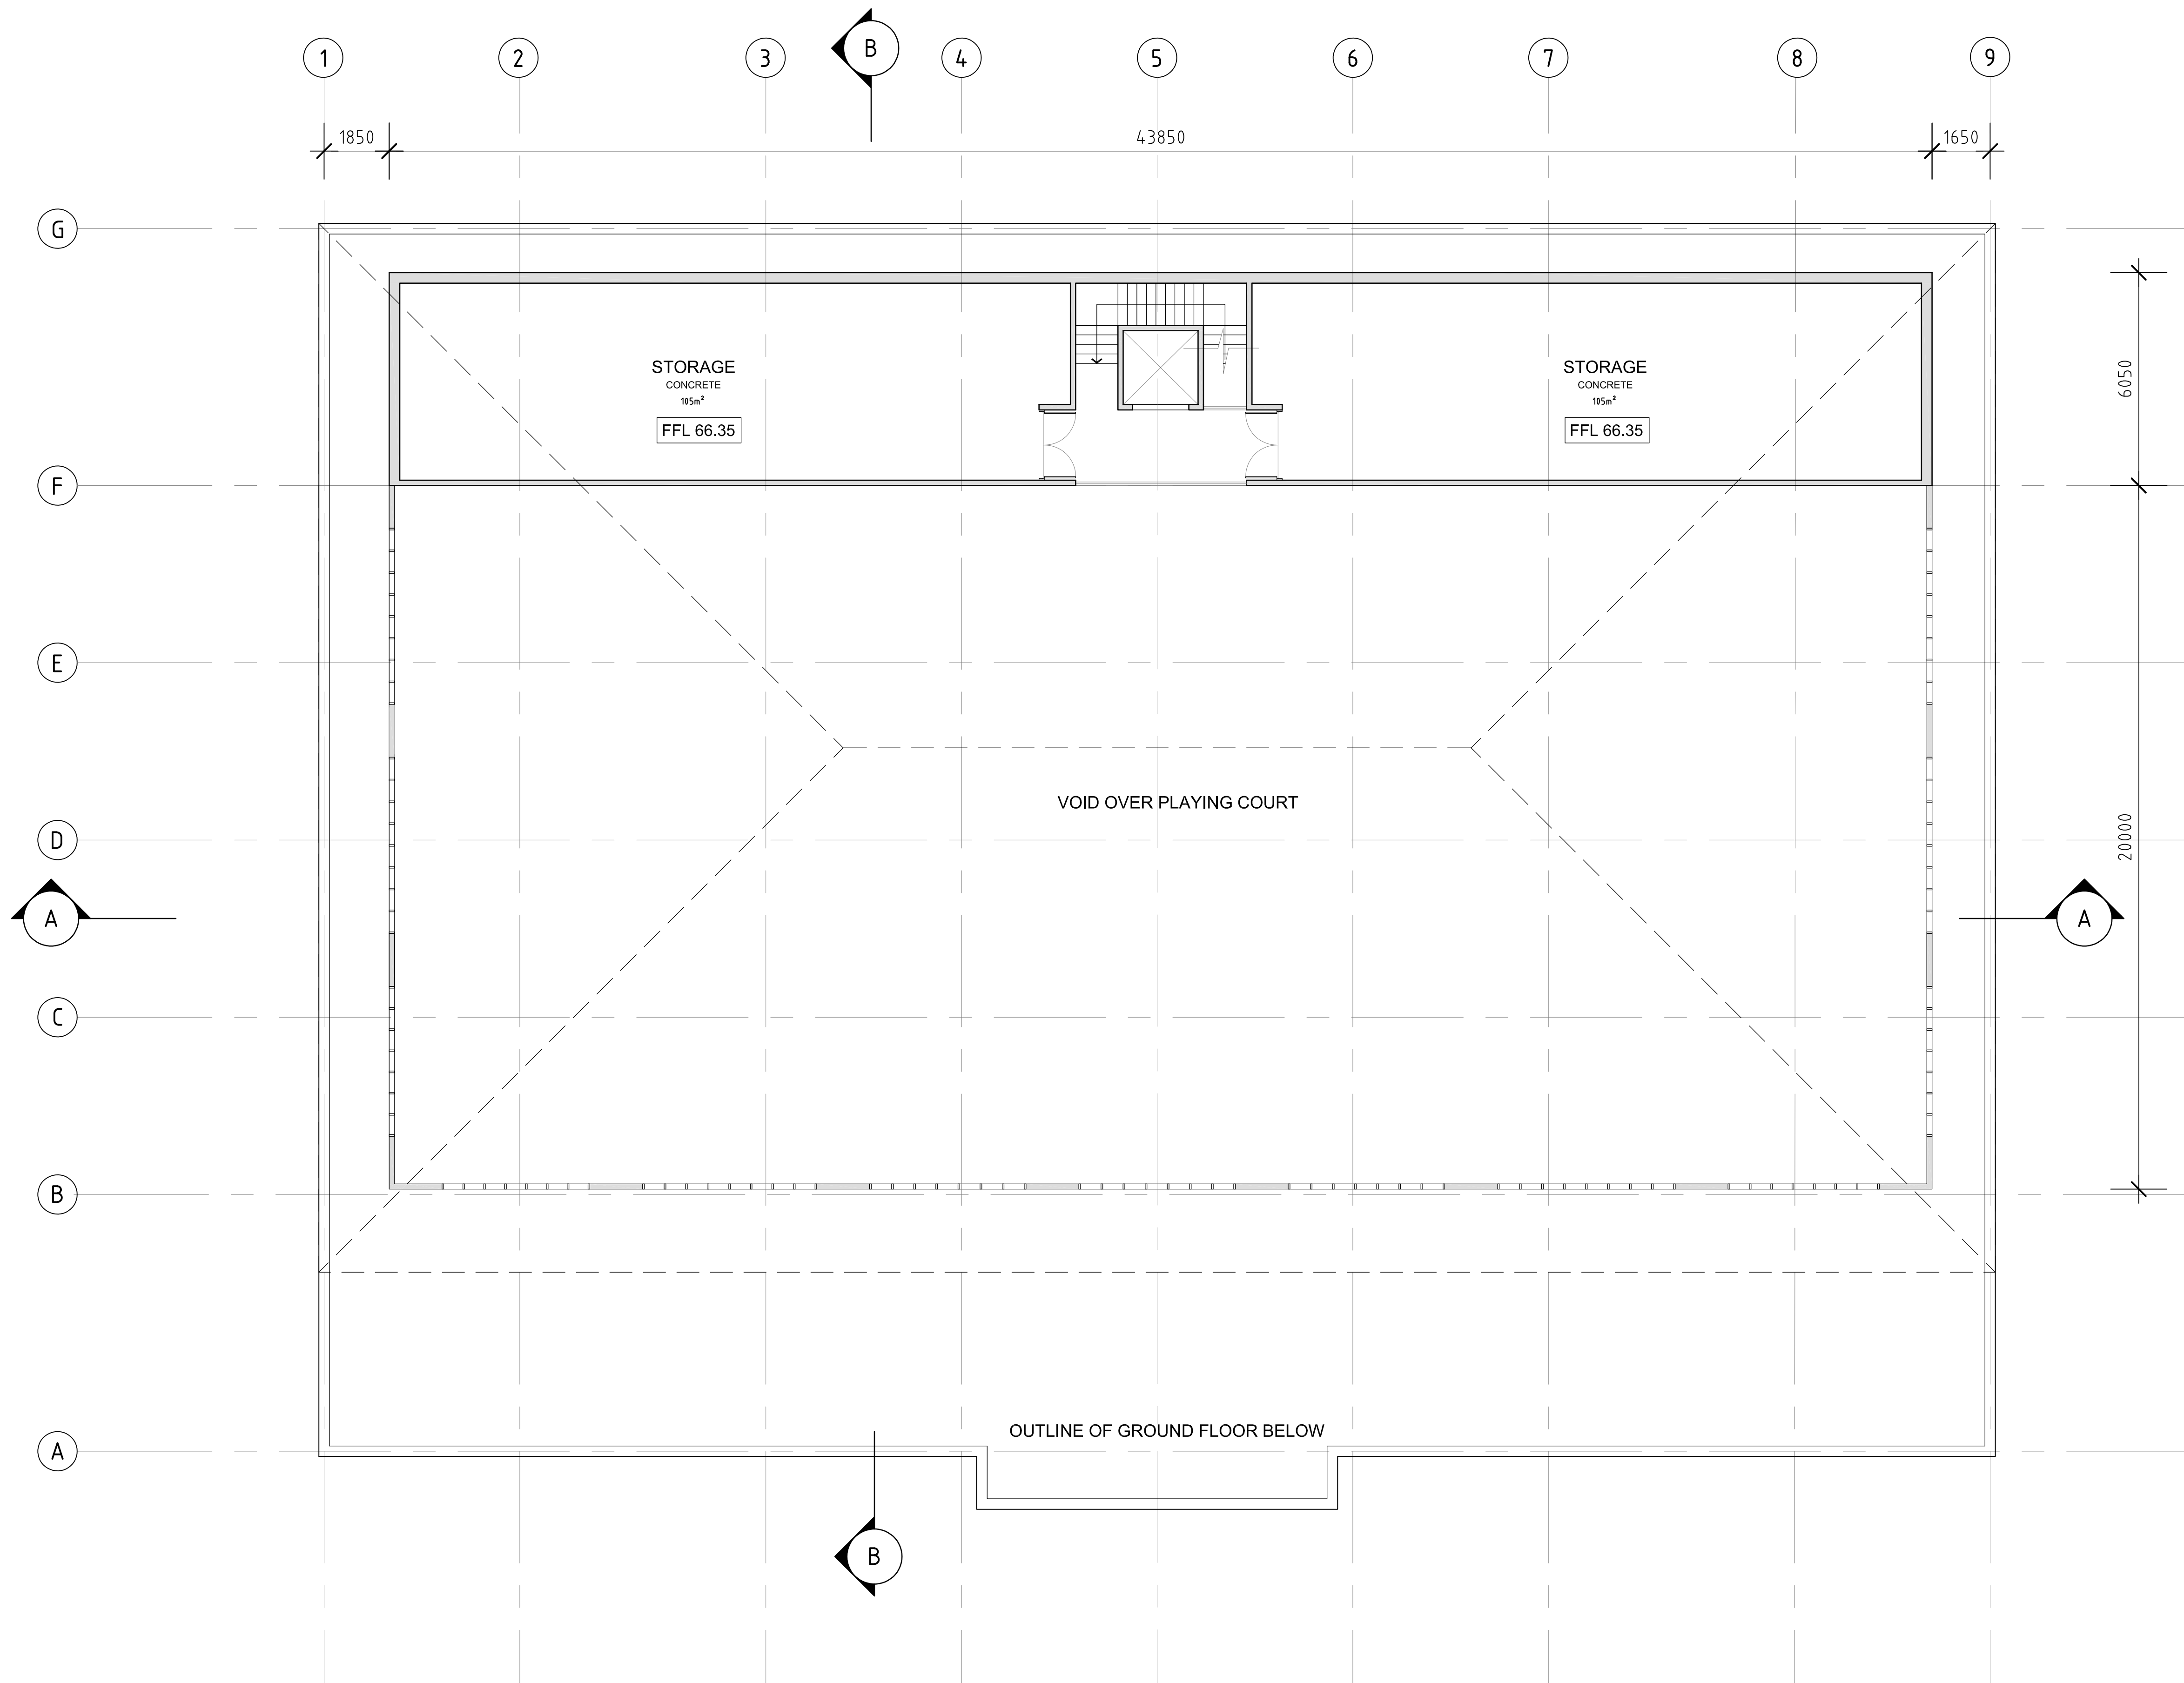 B
1 2 3 4 5 6 7 8 9
1850 43850 1650
G
STORAGE
CONCRETE
105m²
FFL 66.35
STORAGE
CONCRETE
105m²
FFL 66.35
6050
F
E
VOID OVER PLAYING COURT
D
20000
A
A
C
B
OUTLINE OF GROUND FLOOR BELOW
A
B